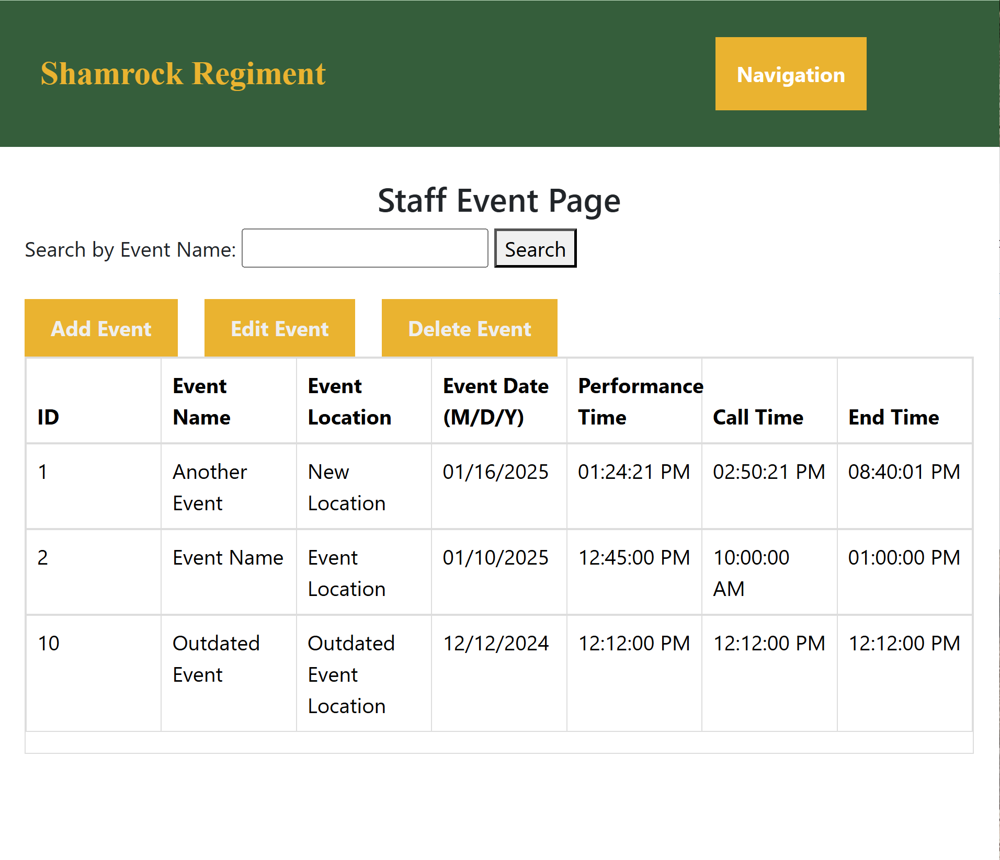 Shamrock Regiment
Navigation
Staff Event Page
Search by Event Name: Search
Add Event Edit Event Delete Event
ID Event Name Event Location Event Date (M/D/Y) Performance Time Call Time End Time
1 Another Event New Location 01/16/2025 01:24:21 PM 02:50:21 PM 08:40:01 PM
2 Event Name Event Location 01/10/2025 12:45:00 PM 10:00:00 AM 01:00:00 PM
10 Outdated Event Outdated Event Location 12/12/2024 12:12:00 PM 12:12:00 PM 12:12:00 PM